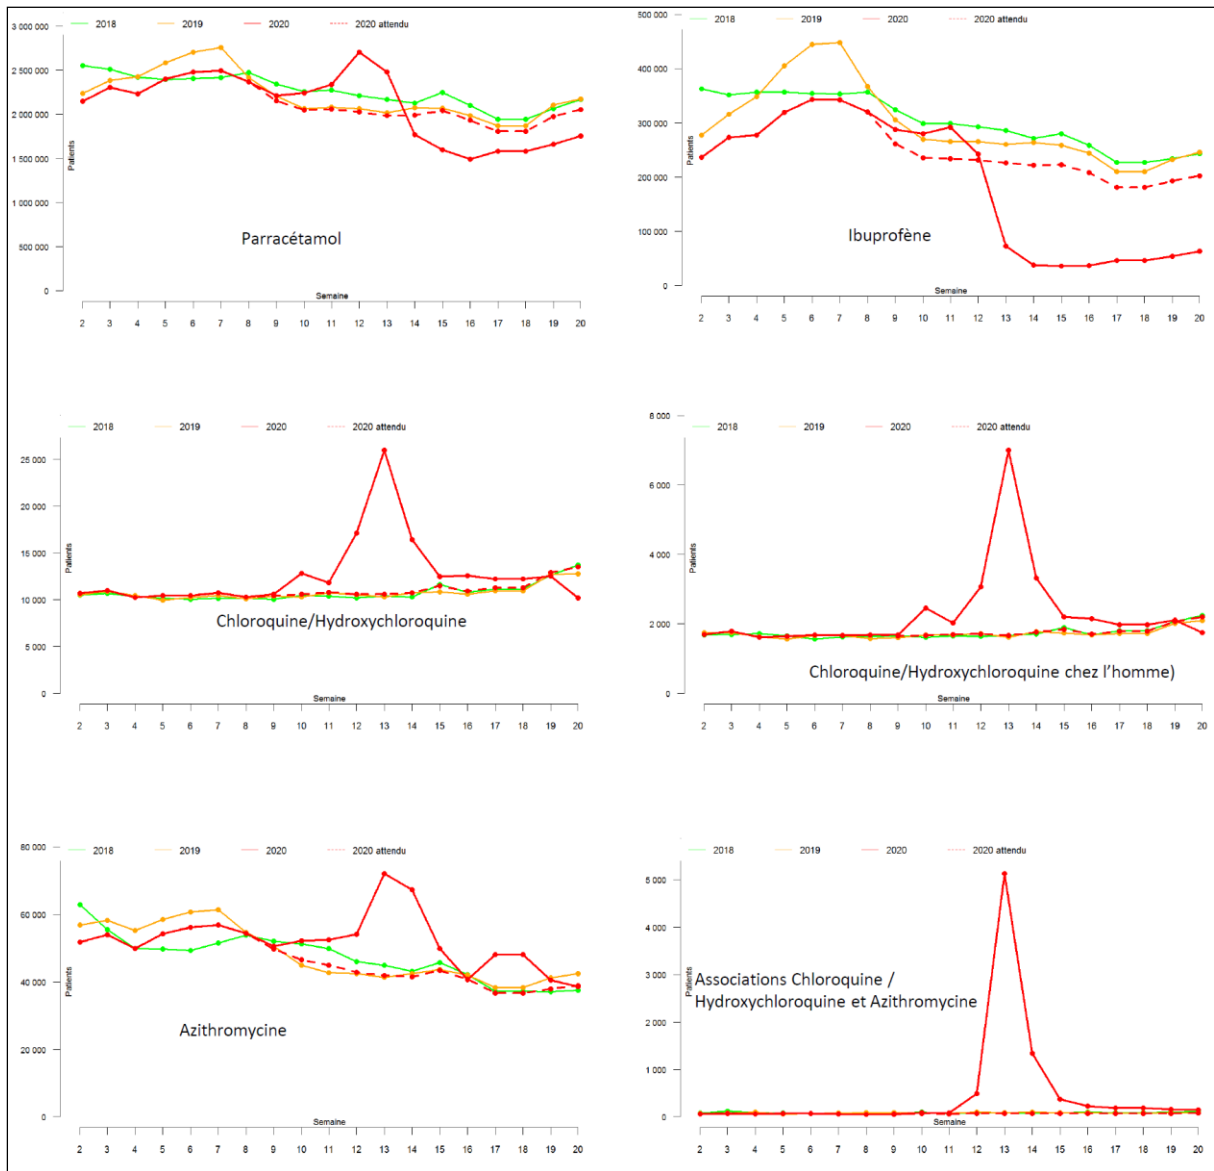 2018 2019 2020 2020 attendu
3 000 000
2 500 000
2 000 000
1 500 000
1 000 000
500 000
0
Patients
Parracétamol
Semaine
2 3 4 5 6 7 8 9 10 11 12 13 14 15 16 17 18 19 20
2018 2019 2020 2020 attendu
500 000
400 000
300 000
200 000
100 000
0
Patients
Ibuprofène
Semaine
2 3 4 5 6 7 8 9 10 11 12 13 14 15 16 17 18 19 20
2018 2019 2020 2020 attendu
25 000
20 000
15 000
10 000
5 000
0
Patients
Chloroquine/Hydroxychloroquine
Semaine
2 3 4 5 6 7 8 9 10 11 12 13 14 15 16 17 18 19 20
8 000
2018 2019 2020 2020 attendu
6 000
4 000
2 000
0
Patients
Chloroquine/Hydroxychloroquine chez l'homme)
Semaine
2 3 4 5 6 7 8 9 10 11 12 13 14 15 16 17 18 19 20
80 000
2018 2019 2020 2020 attendu
60 000
40 000
20 000
0
Patients
Azithromycine
Semaine
2 3 4 5 6 7 8 9 10 11 12 13 14 15 16 17 18 19 20
2018 2019 2020 2020 attendu
5 000
4 000
3 000
2 000
1 000
0
Patients
Associations Chloroquine /
Hydroxychloroquine et Azithromycine
Semaine
2 3 4 5 6 7 8 9 10 11 12 13 14 15 16 17 18 19 20